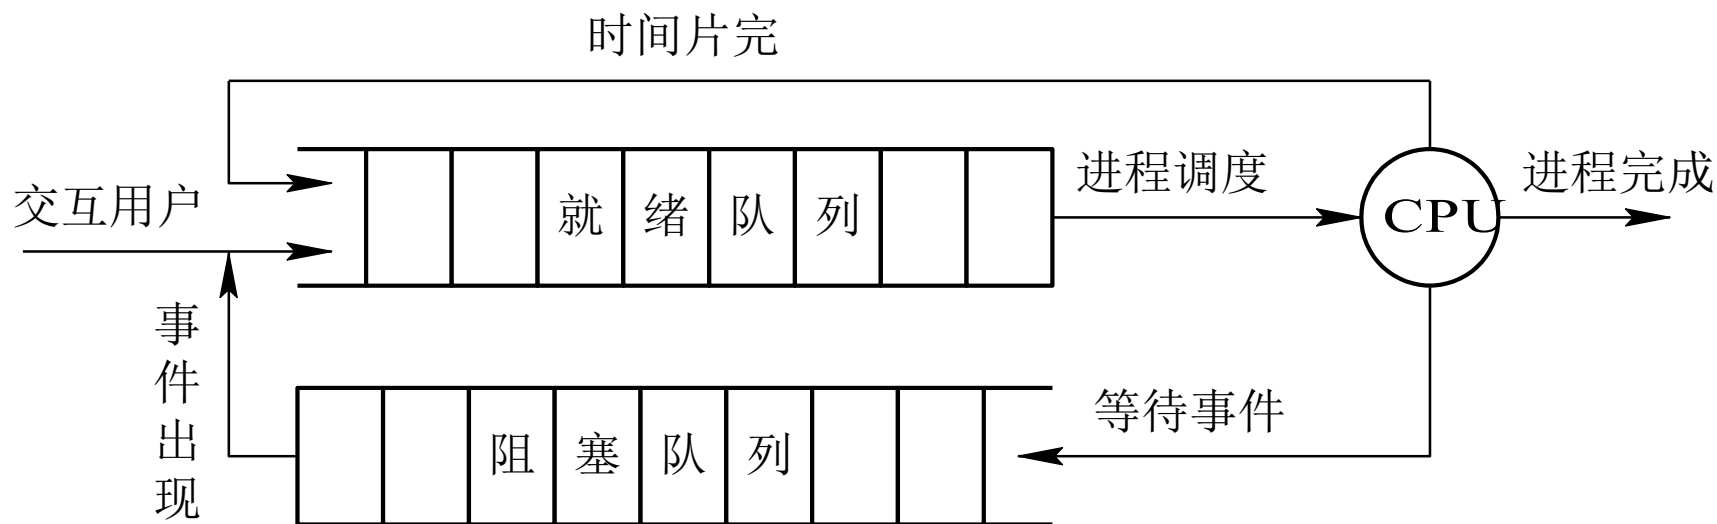 时间片完
交互用户
就绪队列
进程调度
CPU
进程完成
事件出现
阻塞队列
等待事件